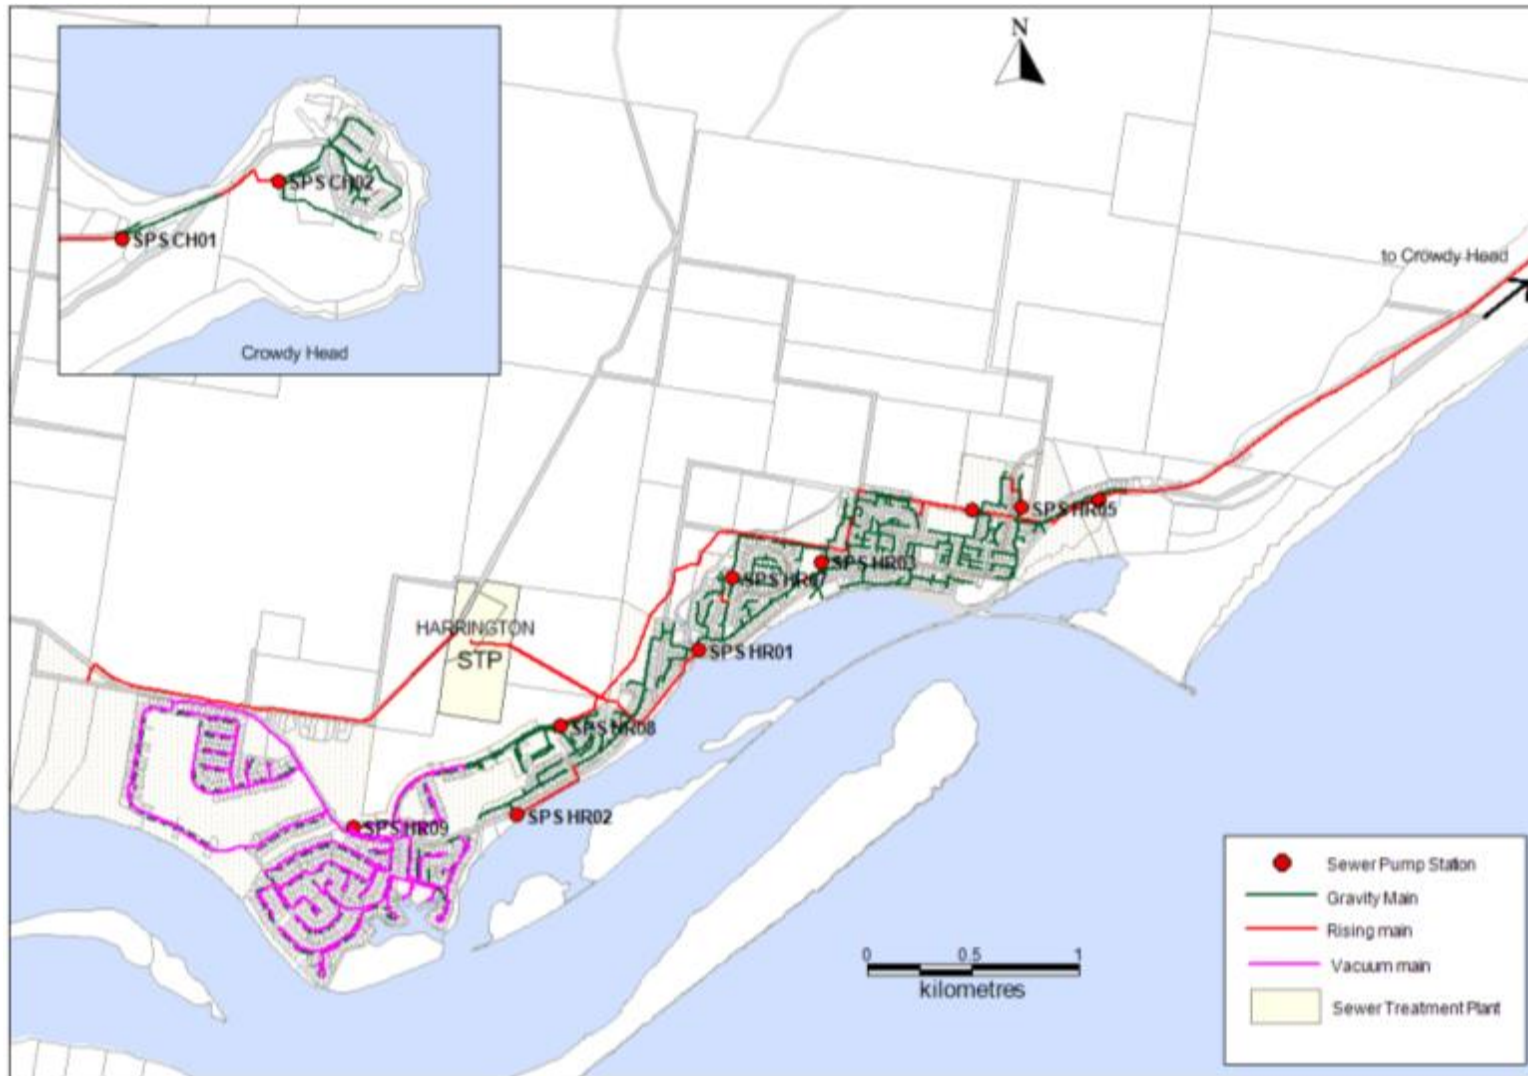 N
SPS CH02
SPS CH01
Crowdy Head
to Crowdy Head
SPS HR05
SPS HR03
SPS HR07
HARRINGTON
STP
SPS HR01
SPS HR08
SPS HR02
SPS HR09
0 0.5 1
kilometres
Sewer Pump Station
Gravity Main
Rising main
Vacuum main
Sewer Treatment Plant